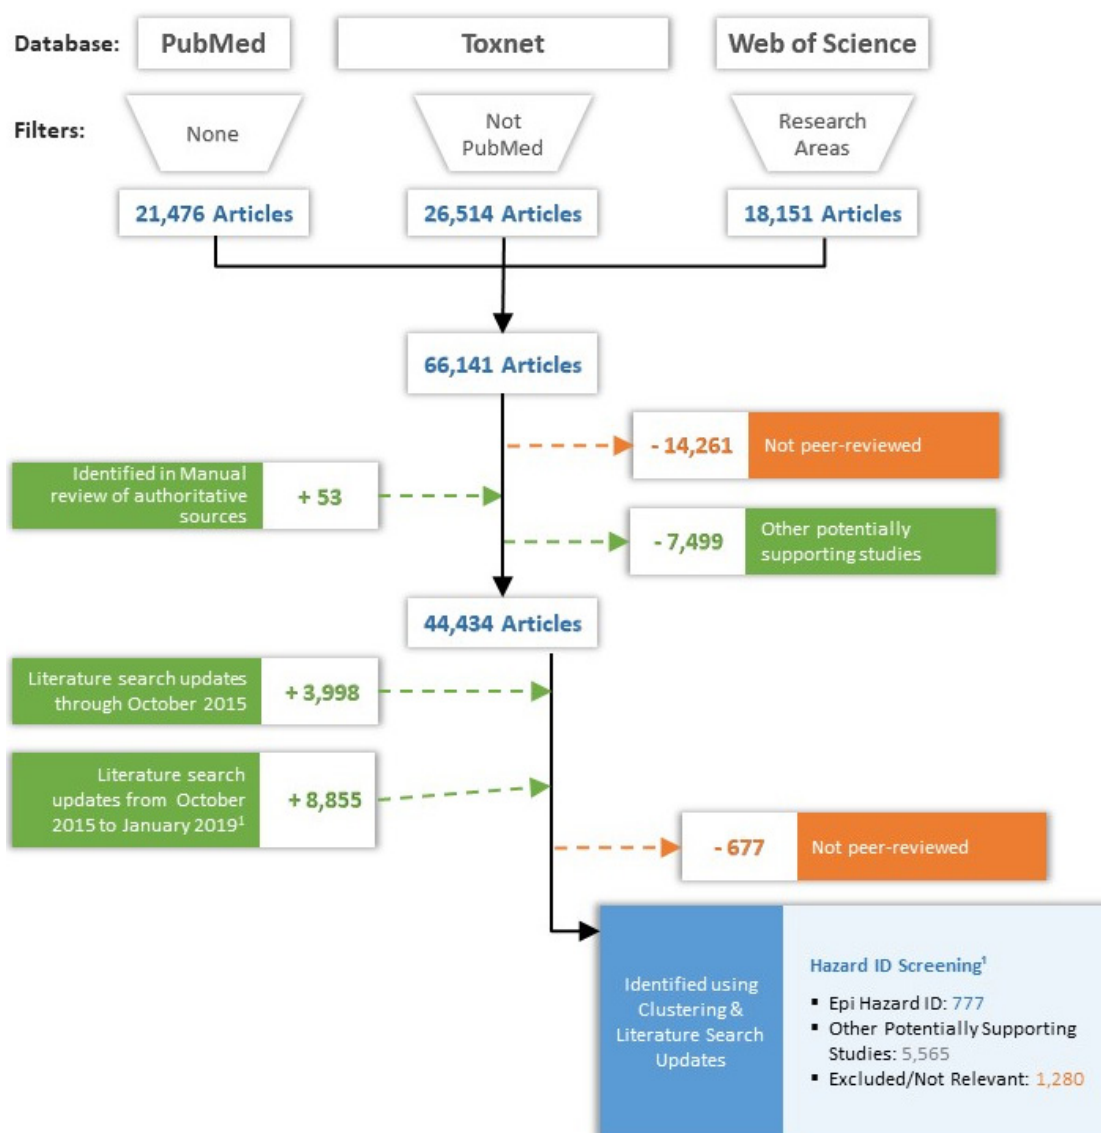 Database:
PubMed
Toxnet
Web of Science
Filters:
None
Not
PubMed
Research
Areas
21,476 Articles
26,514 Articles
18,151 Articles
66,141 Articles
- 14,261
Not peer-reviewed
Identified in Manual
review of authoritative
sources
+ 53
- 7,499
Other potentially
supporting studies
44,434 Articles
Literature search updates
through October 2015
+ 3,998
Literature search
updates from October
2015 to January 2019¹
+ 8,855
- 677
Not peer-reviewed
Identified using
Clustering &
Literature Search
Updates
Hazard ID Screening¹
▪ Epi Hazard ID: 777
▪ Other Potentially Supporting
Studies: 5,565
▪ Excluded/Not Relevant: 1,280